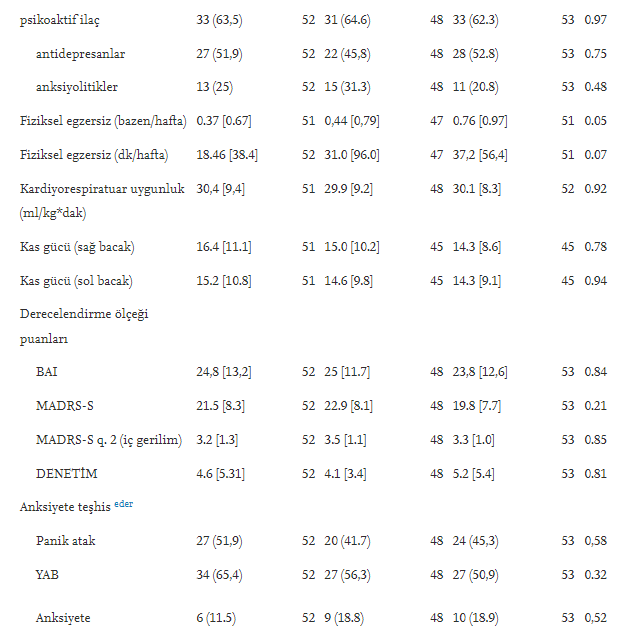 psikoaktif ilaç 33 (63,5) 52 31 (64.6) 48 33 (62.3) 53 0.97
antidepresanlar 27 (51,9) 52 22 (45,8) 48 28 (52.8) 53 0.75
anksiyolitikler 13 (25) 52 15 (31.3) 48 11 (20.8) 53 0.48
Fiziksel egzersiz (bazen/hafta) 0.37 [0.67] 51 0,44 [0,79] 47 0.76 [0.97] 51 0.05
Fiziksel egzersiz (dk/hafta) 18.46 [38.4] 52 31.0 [96.0] 47 37,2 [56,4] 51 0.07
Kardiyorespiratuar uygunluk 30,4 [9,4] 51 29.9 [9.2] 48 30.1 [8.3] 52 0.92
(ml/kg*dak)
Kas gücü (sağ bacak) 16.4 [11.1] 51 15.0 [10.2] 45 14.3 [8.6] 45 0.78
Kas gücü (sol bacak) 15.2 [10.8] 51 14.6 [9.8] 45 14.3 [9.1] 45 0.94
Derecelendirme ölçeği
puanları
BAI 24,8 [13,2] 52 25 [11.7] 48 23,8 [12,6] 53 0.84
MADRS-S 21.5 [8.3] 52 22.9 [8.1] 48 19.8 [7.7] 53 0.21
MADRS-S q. 2 (iç gerilim) 3.2 [1.3] 52 3.5 [1.1] 48 3.3 [1.0] 53 0.85
DENETİM 4.6 [5.31] 52 4.1 [3.4] 48 5.2 [5.4] 53 0.81
Anksiyete teşhis eder
Panik atak 27 (51,9) 52 20 (41.7) 48 24 (45,3) 53 0,58
YAB 34 (65,4) 52 27 (56,3) 48 27 (50,9) 53 0.32
Anksiyete 6 (11.5) 52 9 (18.8) 48 10 (18.9) 53 0,52